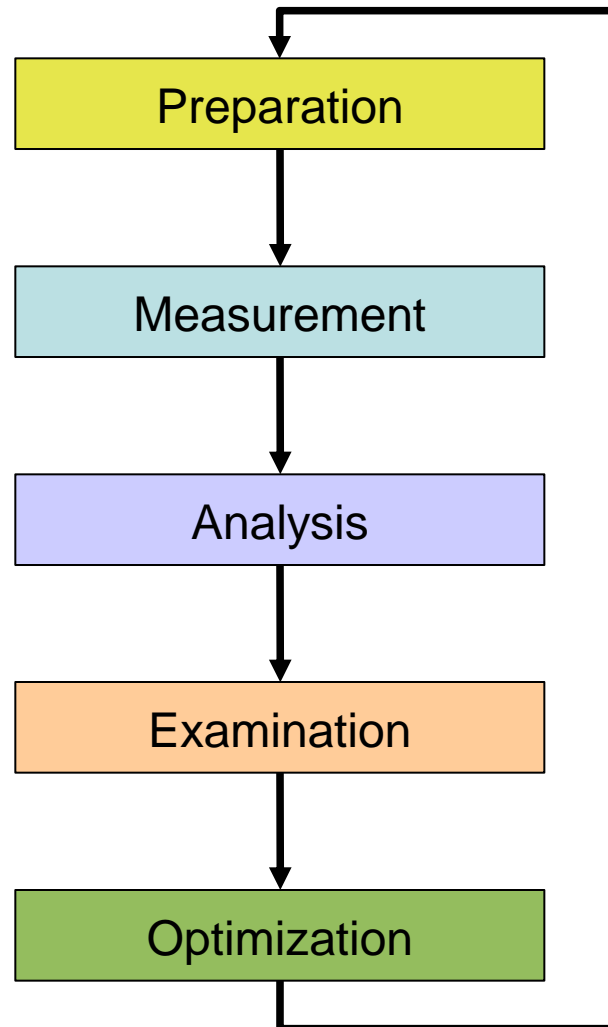 Preparation
Measurement
Analysis
Examination
Optimization